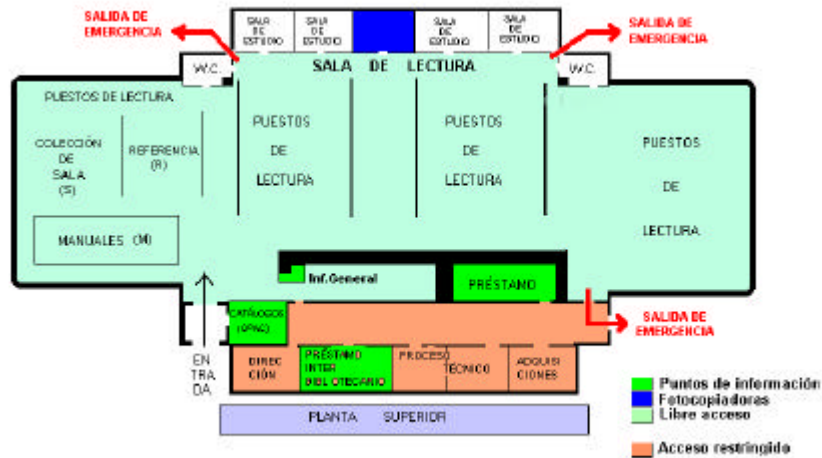 SALIDA DE
EMERGENCIA
SALA
DE
ESTUDIO
SALA
DE
ESTUDIO
SALA
DE
ESTUDIO
SALA
DE
ESTUDIO
SALIDA DE
EMERGENCIA
W.C.
SALA DE LECTURA
W.C.
PUESTOS DE LECTURA
COLECCIÓN
DE
SALA
(S)
REFERENCIA
(R)
MANUALES (M)
PUESTOS
DE
LECTURA
PUESTOS
DE
LECTURA
PUESTOS
DE
LECTURA
Inf.General
PRÉSTAMO
CATÁLOGOS
(OPAC)
SALIDA DE
EMERGENCIA
EN
TRA
DA
DIREC
CIÓN
PRÉSTAMO
INTER
BIBLIOTECARIO
PROCESO
TÉCNICO
ADQUISI
CIONES
PLANTA SUPERIOR
Puntos de información
Fotocopiadoras
Libre acceso
Acceso restringido